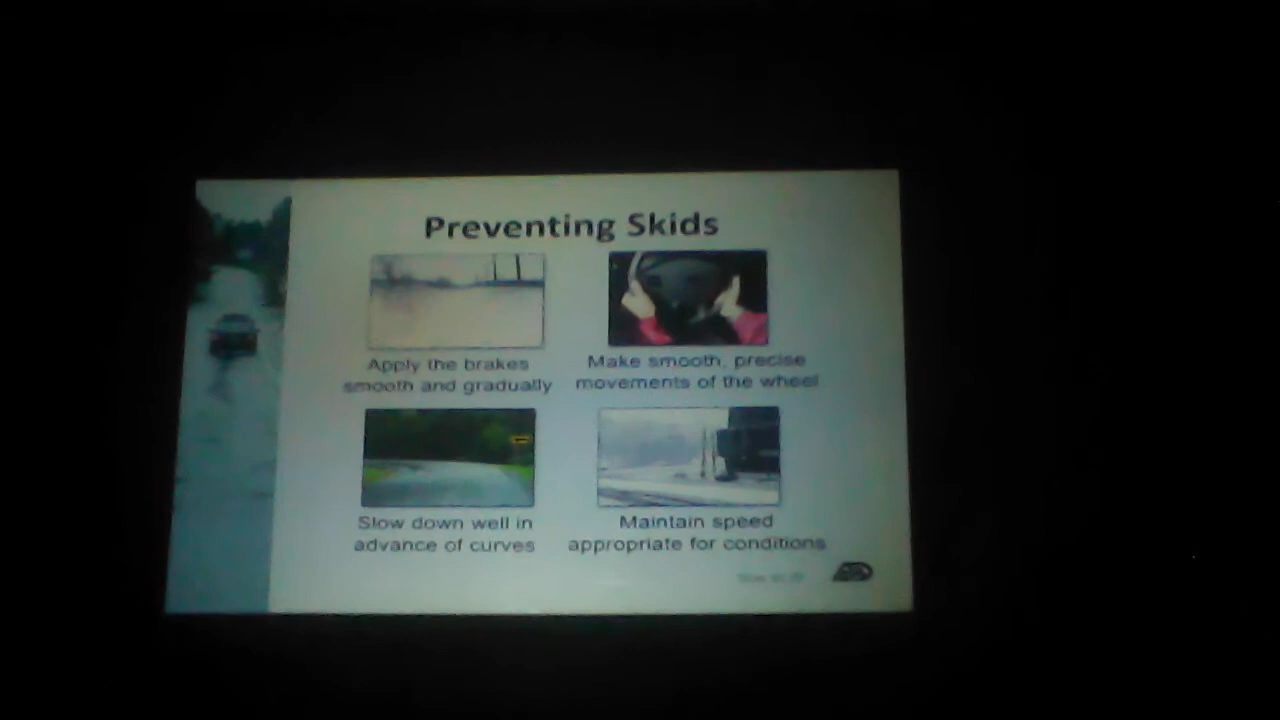 Preventing Skids
Apply the brakes
smooth and gradually
Make smooth, precise
movements of the wheel
Slow down well in
advance of curves
Maintain speed
appropriate for conditions